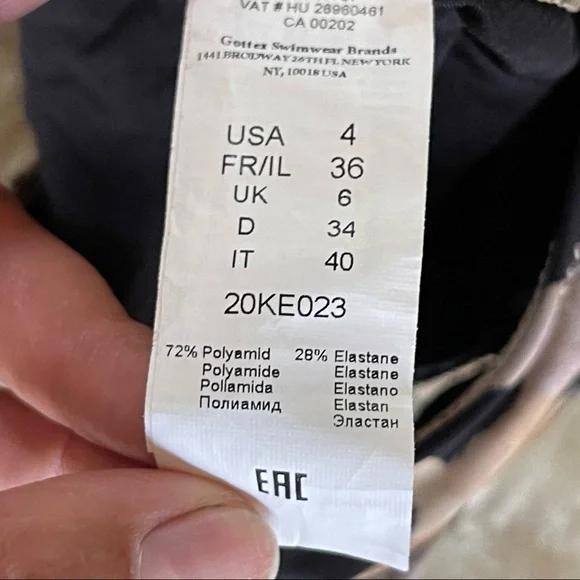 VAT # HU 28960461
CA 00202
Gottex Swimwear Brands
1441 BRODWAY 26TH FL NEW YORK
NY, 10018 USA
USA 4
FR/IL 36
UK 6
D 34
IT 40
20KE023
72% Polyamid 28% Elastane
Polyamide Elastane
Poliamida Elastano
Полиамид Elastan
Эластан
EAC